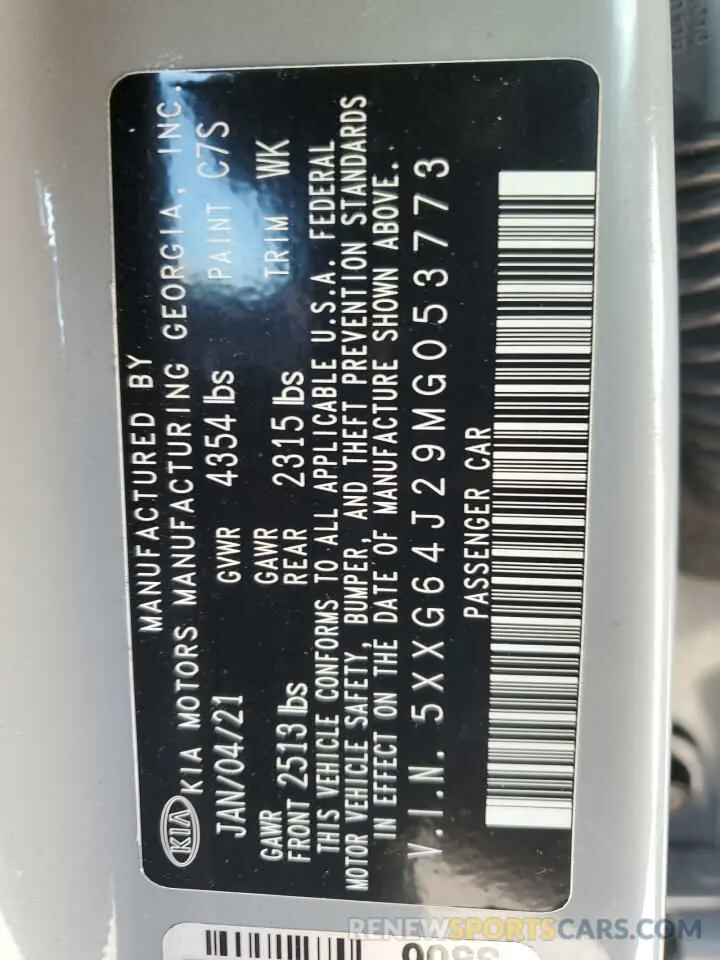 MANUFACTURED BY
KIA MOTORS MANUFACTURING GEORGIA, INC.
KIA
JAN/04/21 GVWR 4354 lbs PAINT C7S
GAWR FRONT 2513 lbs GAWR REAR 2315 lbs TRIM WK
THIS VEHICLE CONFORMS TO ALL APPLICABLE U.S.A. FEDERAL
MOTOR VEHICLE SAFETY, BUMPER, AND THEFT PREVENTION STANDARDS
IN EFFECT ON THE DATE OF MANUFACTURE SHOWN ABOVE.
V.I.N. 5XXG64J29MG053773
PASSENGER CAR
RENEWSPORTSCAR.COM